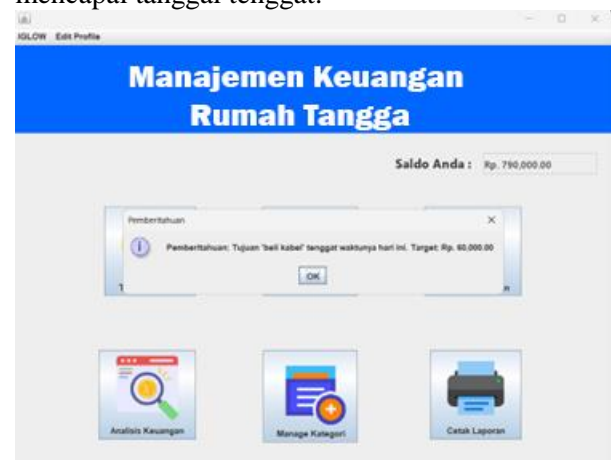 mencapai tanggal tenggat.
IGLOW Edit Profile
Manajemen Keuangan
Rumah Tangga
Saldo Anda : Rp. 790,000.00
Pemberitahuan
Pemberitahuan: Tujuan 'beli kabel' tenggat waktunya hari ini. Target: Rp. 60,000.00
OK
Analisis Keuangan
Manage Kategori
Cetak Laporan